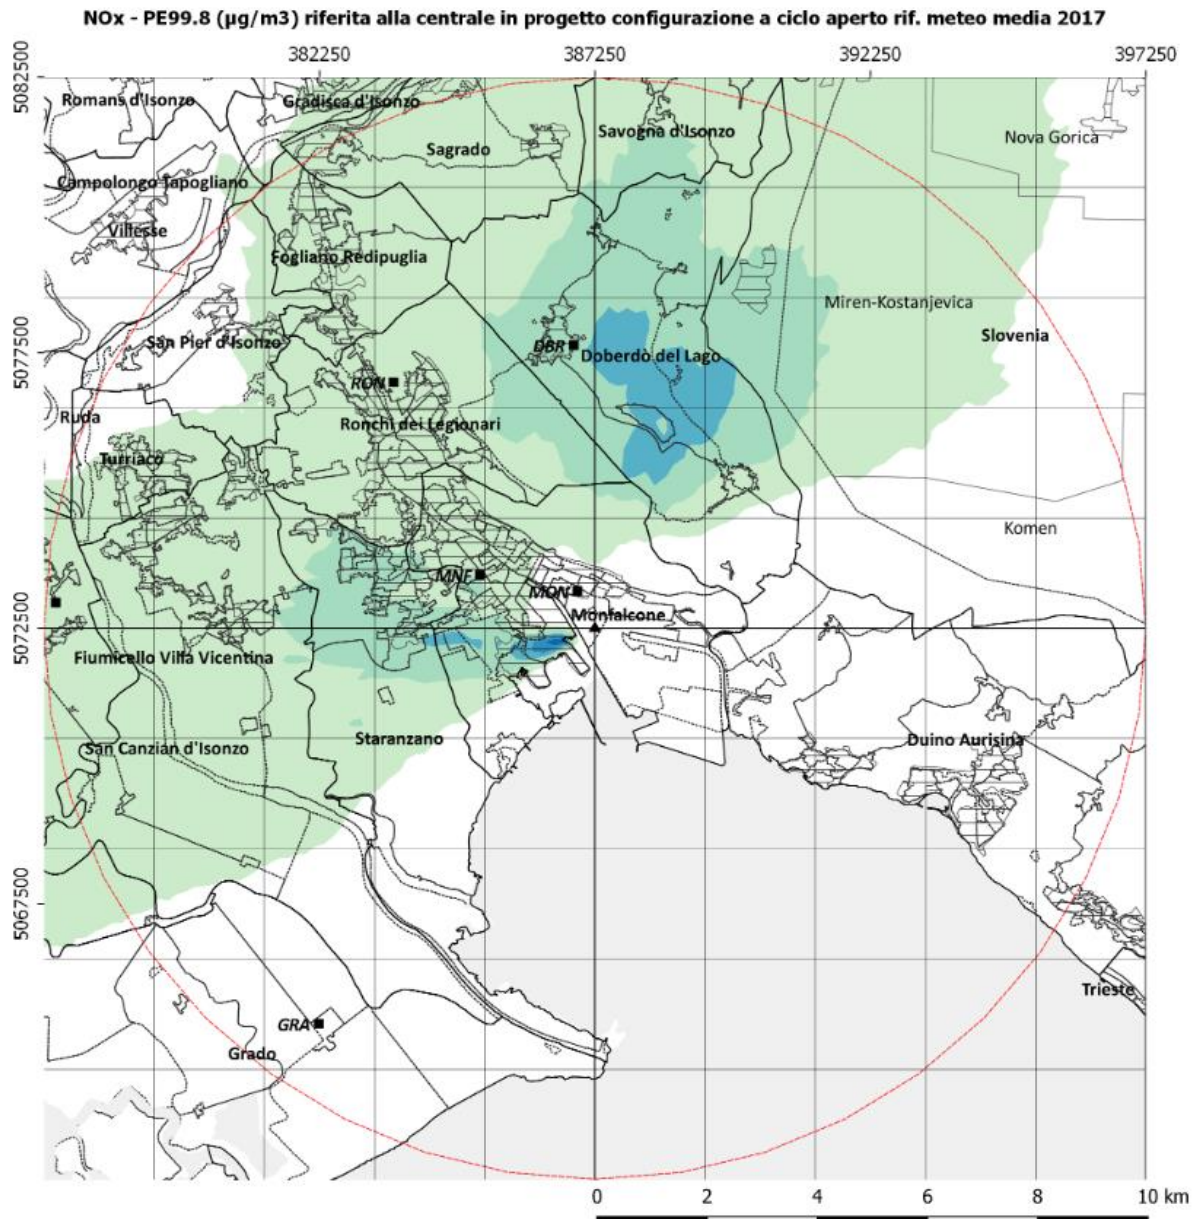 NOx - PE99.8 (µg/m3) riferita alla centrale in progetto configurazione a ciclo aperto rif. meteo media 2017
382250 387250 392250 397250
5082500
Romans d'Isonzo
Gradisca d'Isonzo
Savogna d'Isonzo
Nova Gorica
Sagrado
Campolongo Tapogliano
Villesse
Fogliano Redipuglia
Miren-Kostanjevica
Slovenia
5077500
San Pier d'Isonzo
DBR
Doberdò del Lago
RON
Ruda
Ronchi dei Legionari
Turriaco
Komen
MNF
MON
Monfalcone
5072500
Fiumicello Villa Vicentina
San Canzian d'Isonzo
Staranzano
Duino Aurisina
5067500
Trieste
GRA
Grado
0 2 4 6 8 10 km